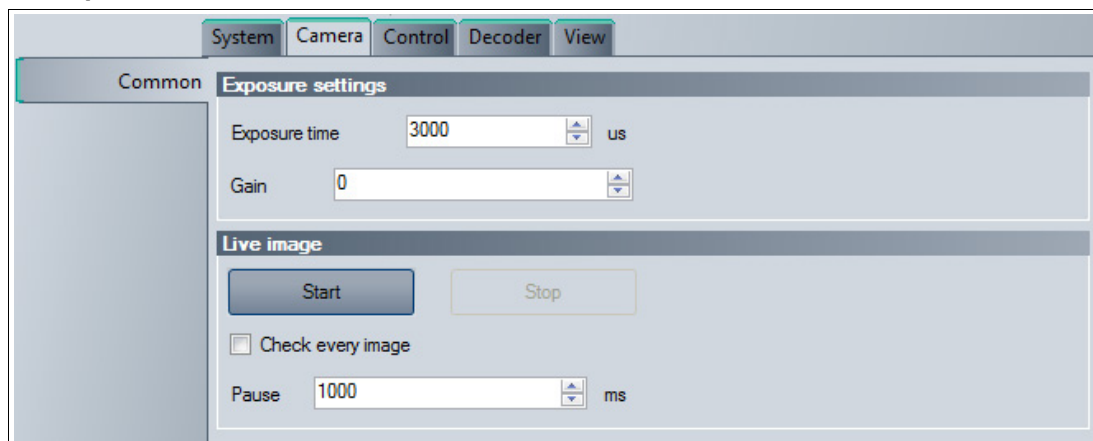 System Camera Control Decoder View
Common
Exposure settings
Exposure time 3000 us
Gain 0
Live image
Start Stop
Check every image
Pause 1000 ms